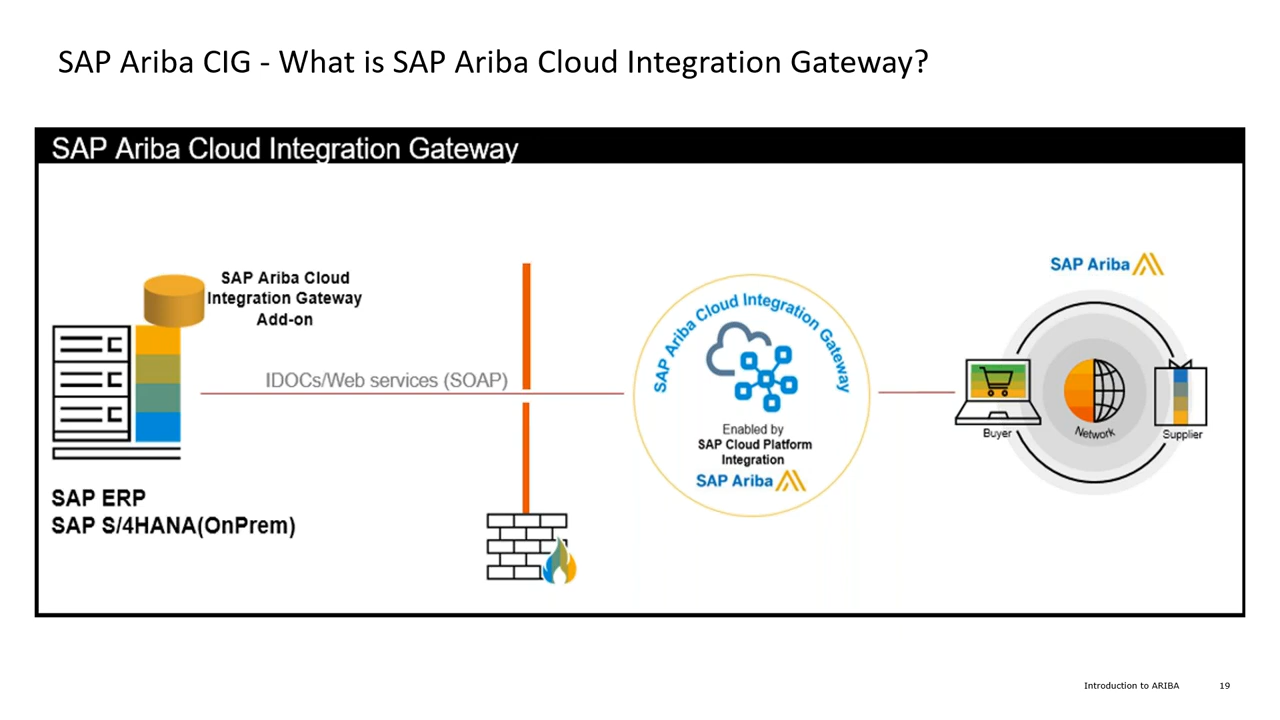 SAP Ariba CIG - What is SAP Ariba Cloud Integration Gateway?
SAP Ariba Cloud Integration Gateway
SAP Ariba Cloud
Integration Gateway
Add-on
IDOCs/Web services (SOAP)
SAP ERP
SAP S/4HANA(OnPrem)
SAP Ariba Cloud Integration Gateway
Enabled by
SAP Cloud Platform
Integration
SAP Ariba
SAP Ariba
Buyer
Network
Supplier
Introduction to ARIBA
19